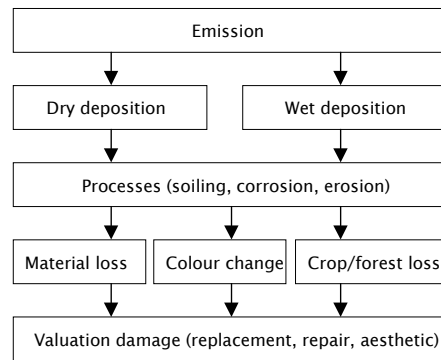 Emission
Dry deposition
Wet deposition
Processes (soiling, corrosion, erosion)
Material loss
Colour change
Crop/forest loss
Valuation damage (replacement, repair, aesthetic)